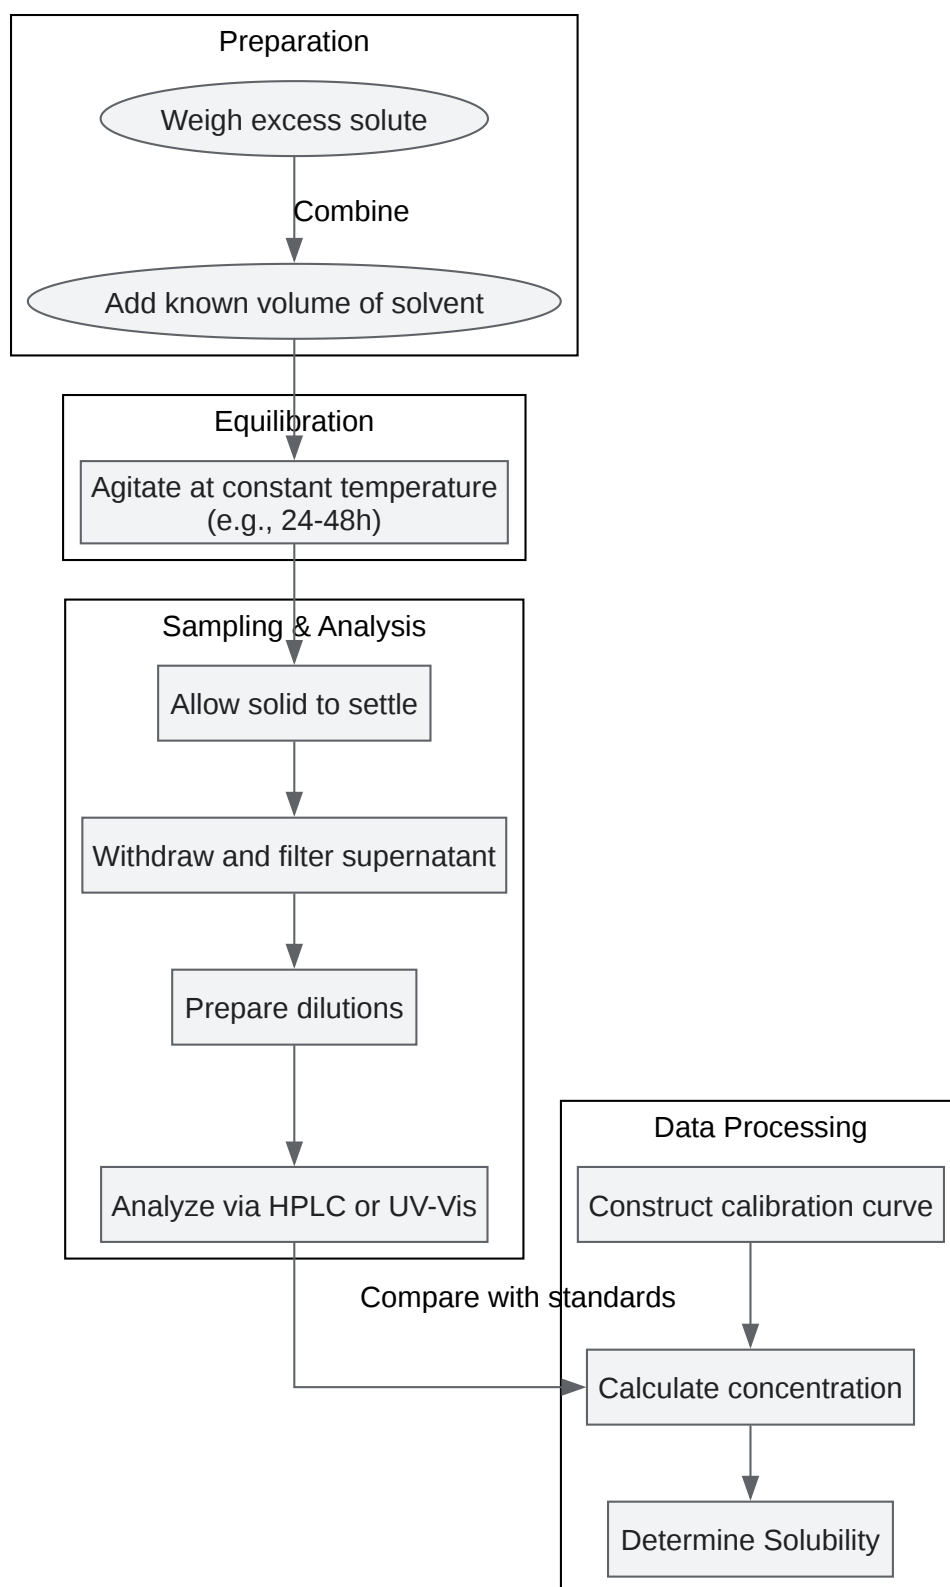 Preparation
Weigh excess solute
Combine
Add known volume of solvent
Equilibration
Agitate at constant temperature
(e.g., 24-48h)
Sampling & Analysis
Allow solid to settle
Withdraw and filter supernatant
Prepare dilutions
Analyze via HPLC or UV-Vis
Data Processing
Construct calibration curve
Compare with standards
Calculate concentration
Determine Solubility